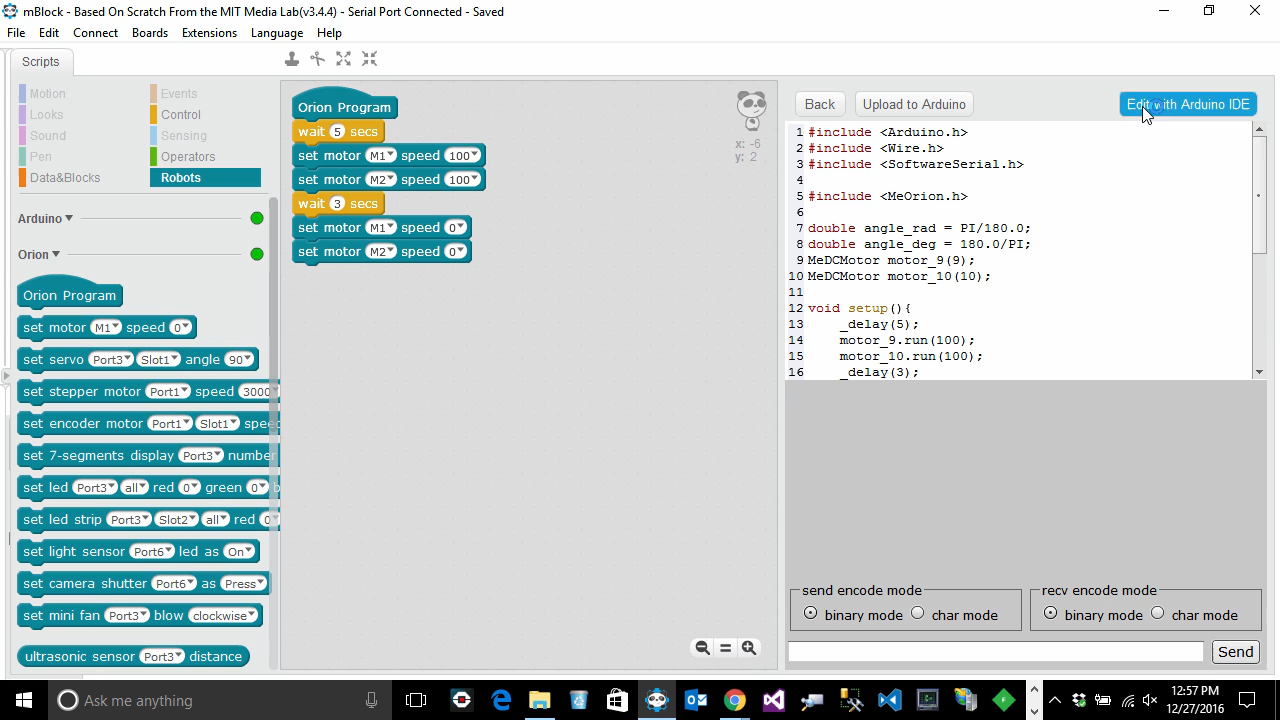 mBlock - Based On Scratch From the MIT Media Lab(v3.4.4) - Serial Port Connected - Saved
File Edit Connect Boards Extensions Language Help
Scripts
Motion Events
Looks Control
Sound Sensing
Pen Operators
Data&Blocks Robots
Arduino
Orion
Orion Program
set motor M1 speed 0
set servo Port3 Slot1 angle 90
set stepper motor Port1 speed 3000
set encoder motor Port1 Slot1
set 7-segments display Port3 number
set led Port3 all red 0 green 0
set led strip Port3 Slot2 all red
set light sensor Port6 led as On
set camera shutter Port6 as Press
set mini fan Port3 blow clockwise
ultrasonic sensor Port3 distance
Orion Program
wait 5 secs
set motor M1 speed 100
set motor M2 speed 100
wait 3 secs
set motor M1 speed 0
set motor M2 speed 0
x: -6
y: 2
Back Upload to Arduino Edit with Arduino IDE
1 #include <Arduino.h>
2 #include <Wire.h>
3 #include <SoftwareSerial.h>
4
5 #include <MeOrion.h>
6
7 double angle_rad = PI/180.0;
8 double angle_deg = 180.0/PI;
9 MeDCMotor motor_9(9);
10 MeDCMotor motor_10(10);
11
12 void setup(){
13 _delay(5);
14 motor_9.run(100);
15 motor_10.run(100);
16 _delay(3);
send encode mode
binary mode char mode
recv encode mode
binary mode char mode
Send
Ask me anything
12:57 PM
12/27/2016